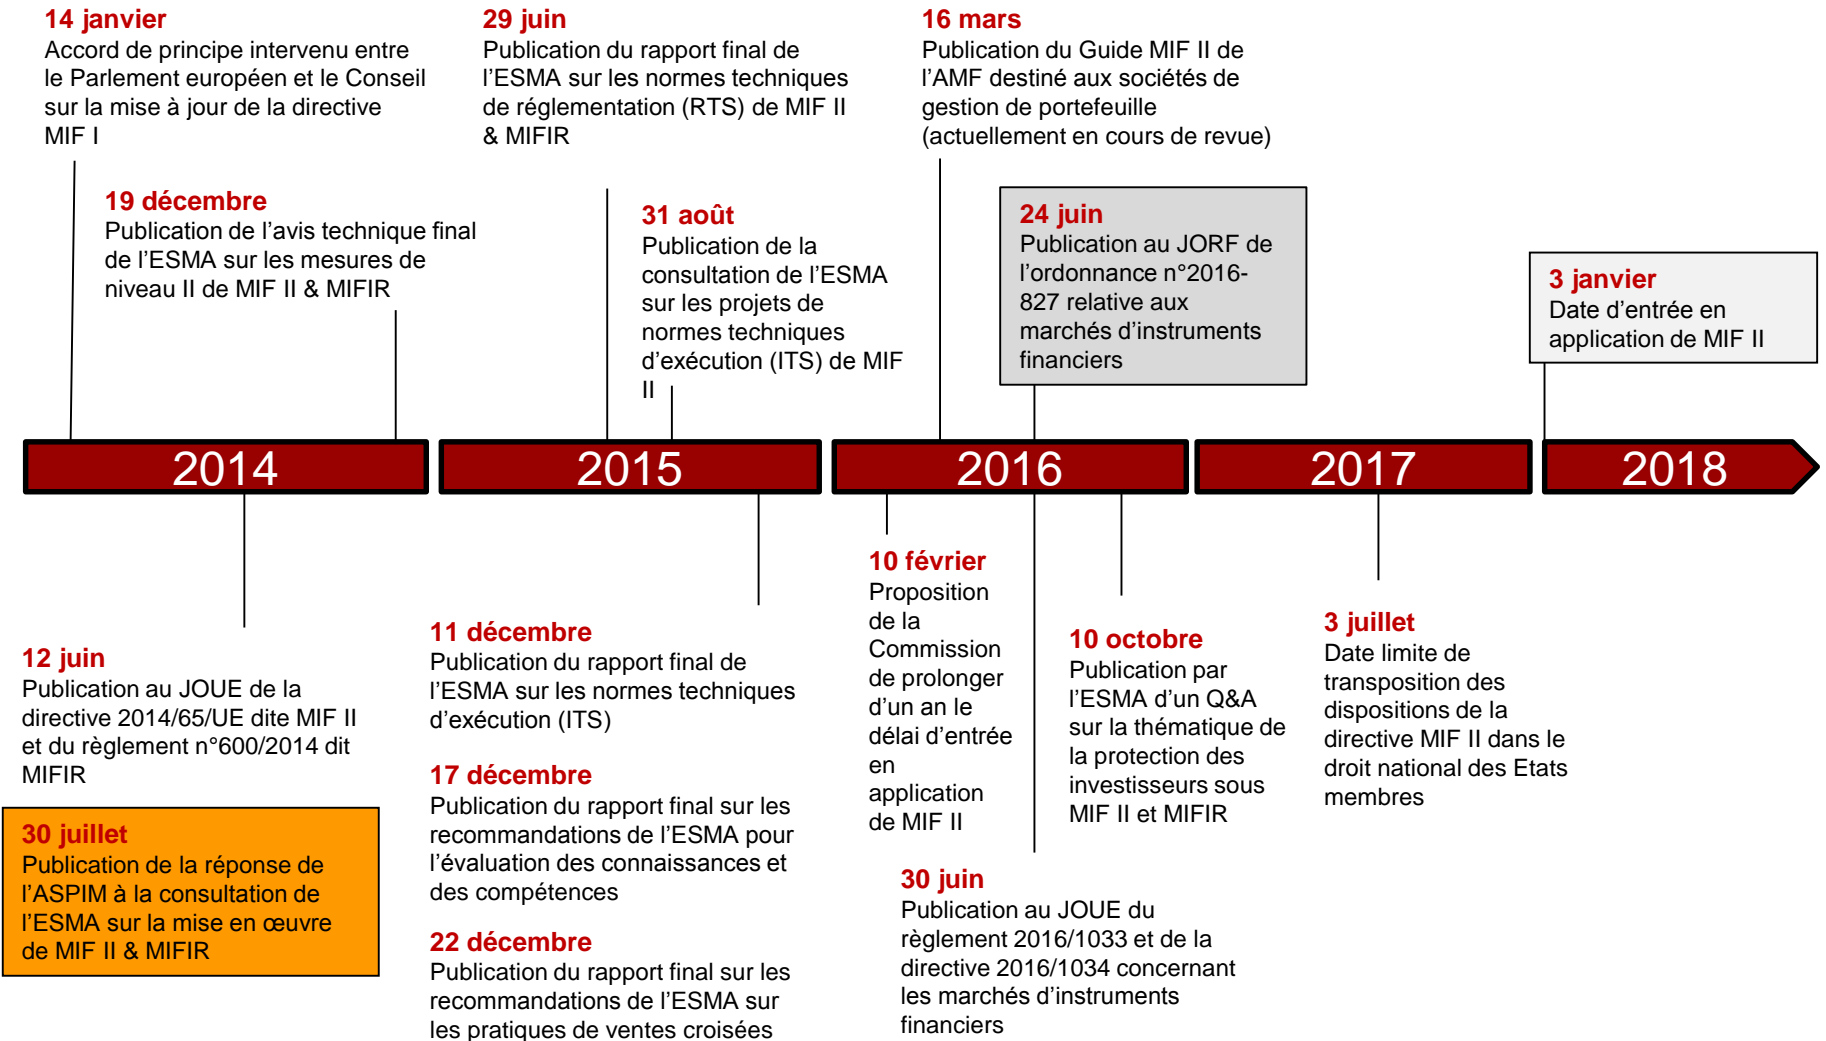 14 janvier
Accord de principe intervenu entre
le Parlement européen et le Conseil
sur la mise à jour de la directive
MIF I
29 juin
Publication du rapport final de
l’ESMA sur les normes techniques
de réglementation (RTS) de MIF II
& MIFIR
16 mars
Publication du Guide MIF II de
l’AMF destiné aux sociétés de
gestion de portefeuille
(actuellement en cours de revue)
19 décembre
Publication de l’avis technique final
de l’ESMA sur les mesures de
niveau II de MIF II & MIFIR
31 août
Publication de la
consultation de l’ESMA
sur les projets de
normes techniques
d’exécution (ITS) de MIF
II
24 juin
Publication au JORF de
l’ordonnance n°2016-
827 relative aux
marchés d’instruments
financiers
3 janvier
Date d’entrée en
application de MIF II
2014
2015
2016
2017
2018
12 juin
Publication au JOUE de la
directive 2014/65/UE dite MIF II
et du règlement n°600/2014 dit
MIFIR
30 juillet
Publication de la réponse de
l’ASPIM à la consultation de
l’ESMA sur la mise en œuvre
de MIF II & MIFIR
11 décembre
Publication du rapport final de
l’ESMA sur les normes techniques
d’exécution (ITS)
17 décembre
Publication du rapport final sur les
recommandations de l’ESMA pour
l’évaluation des connaissances et
des compétences
22 décembre
Publication du rapport final sur les
recommandations de l’ESMA sur
les pratiques de ventes croisées
10 février
Proposition
de la
Commission
de prolonger
d’un an le
délai d’entrée
en
application
de MIF II
30 juin
Publication au JOUE du
règlement 2016/1033 et de la
directive 2016/1034 concernant
les marchés d’instruments
financiers
10 octobre
Publication par
l’ESMA d’un Q&A
sur la thématique de
la protection des
investisseurs sous
MIF II et MIFIR
3 juillet
Date limite de
transposition des
dispositions de la
directive MIF II dans le
droit national des Etats
membres